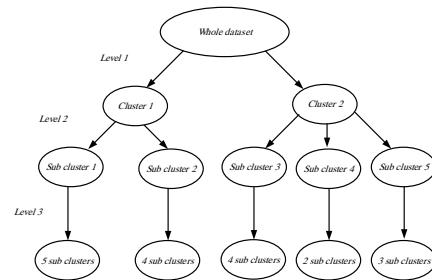 Whole dataset
Level 1
Cluster 1
Cluster 2
Level 2
Sub cluster 1
Sub cluster 2
Sub cluster 3
Sub cluster 4
Sub cluster 5
Level 3
5 sub clusters
4 sub clusters
4 sub clusters
2 sub clusters
3 sub clusters